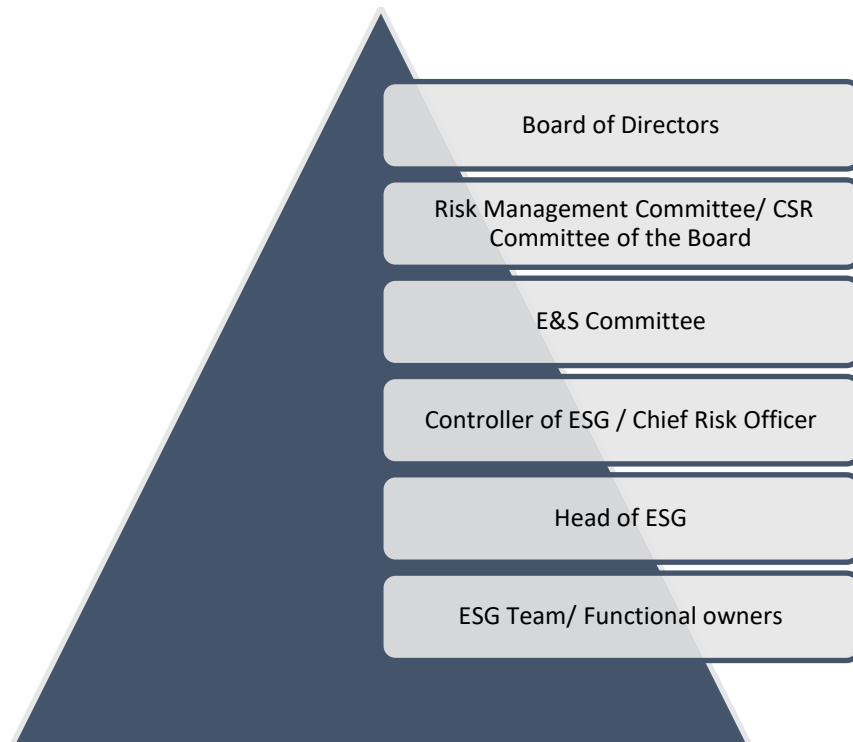 Board of Directors
Risk Management Committee/ CSR
Committee of the Board
E&S Committee
Controller of ESG / Chief Risk Officer
Head of ESG
ESG Team/ Functional owners